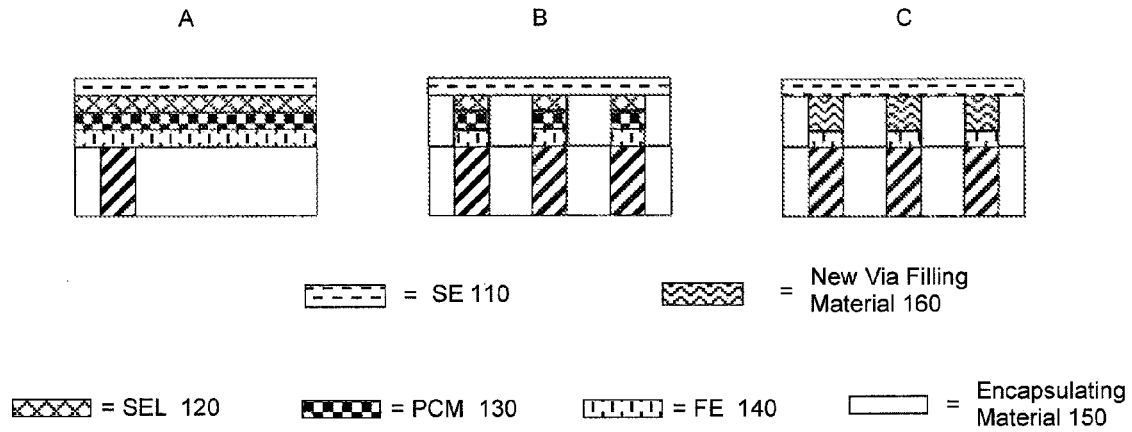 A B C
= SE 110
= New Via Filling
Material 160
= SEL 120
= PCM 130
= FE 140
= Encapsulating
Material 150